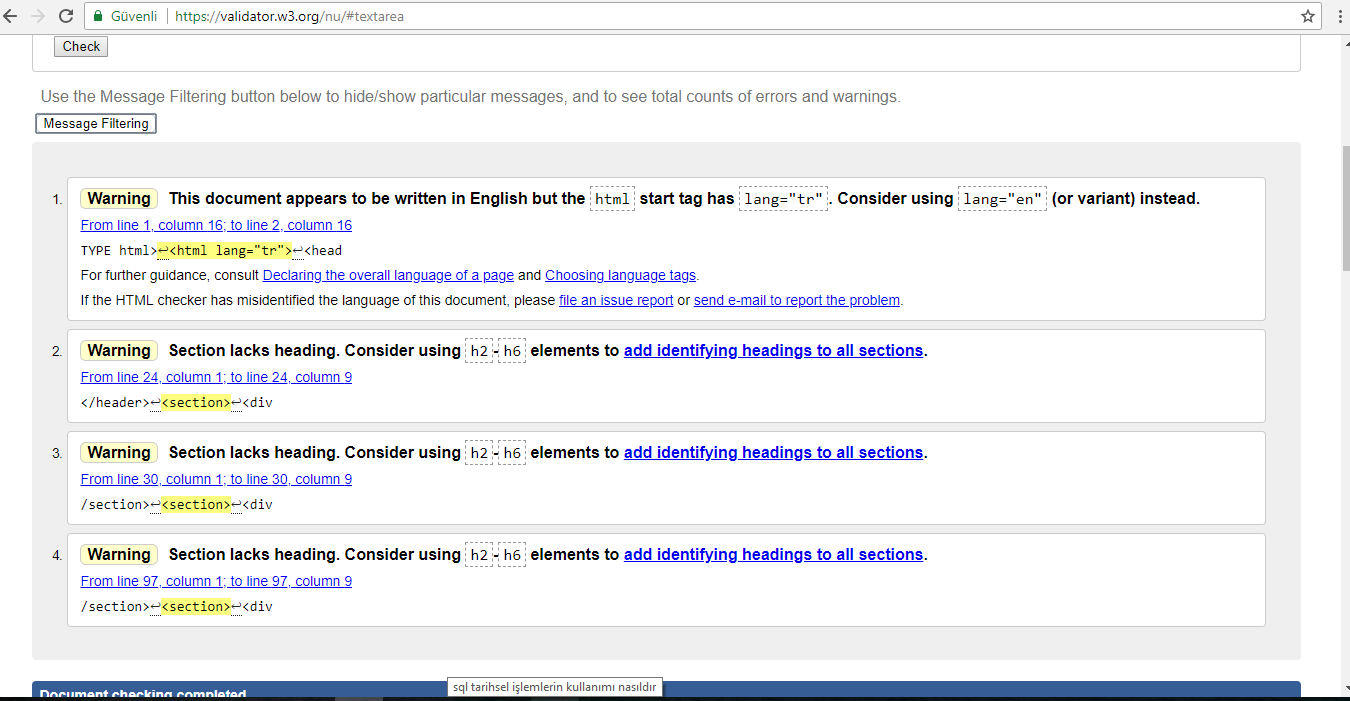 Güvenli https://validator.w3.org/nu/#textarea
Check
Use the Message Filtering button below to hide/show particular messages, and to see total counts of errors and warnings.
Message Filtering
1. Warning This document appears to be written in English but the html start tag has lang="tr". Consider using lang="en" (or variant) instead.
From line 1, column 16; to line 2, column 16
TYPE html>↩<html lang="tr">↩<head
For further guidance, consult Declaring the overall language of a page and Choosing language tags.
If the HTML checker has misidentified the language of this document, please file an issue report or send e-mail to report the problem.
2. Warning Section lacks heading. Consider using h2-h6 elements to add identifying headings to all sections.
From line 24, column 1; to line 24, column 9
</header>↩<section>↩<div
3. Warning Section lacks heading. Consider using h2-h6 elements to add identifying headings to all sections.
From line 30, column 1; to line 30, column 9
/section>↩<section>↩<div
4. Warning Section lacks heading. Consider using h2-h6 elements to add identifying headings to all sections.
From line 97, column 1; to line 97, column 9
/section>↩<section>↩<div
Document checking completed
sql tarihsel işlemlerin kullanımı nasıldır